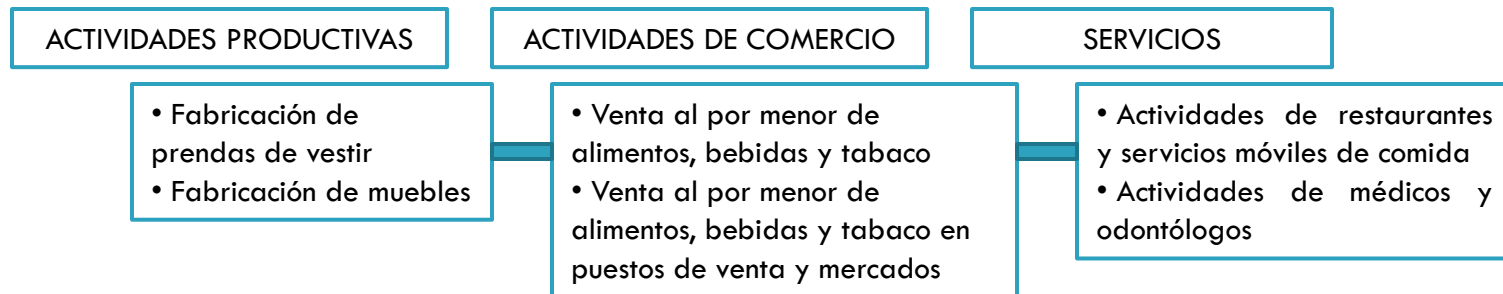 ACTIVIDADES PRODUCTIVAS
ACTIVIDADES DE COMERCIO
SERVICIOS
• Fabricación de
prendas de vestir
• Fabricación de muebles
• Venta al por menor de
alimentos, bebidas y tabaco
• Venta al por menor de
alimentos, bebidas y tabaco en
puestos de venta y mercados
• Actividades de restaurantes
y servicios móviles de comida
• Actividades de médicos y
odontólogos